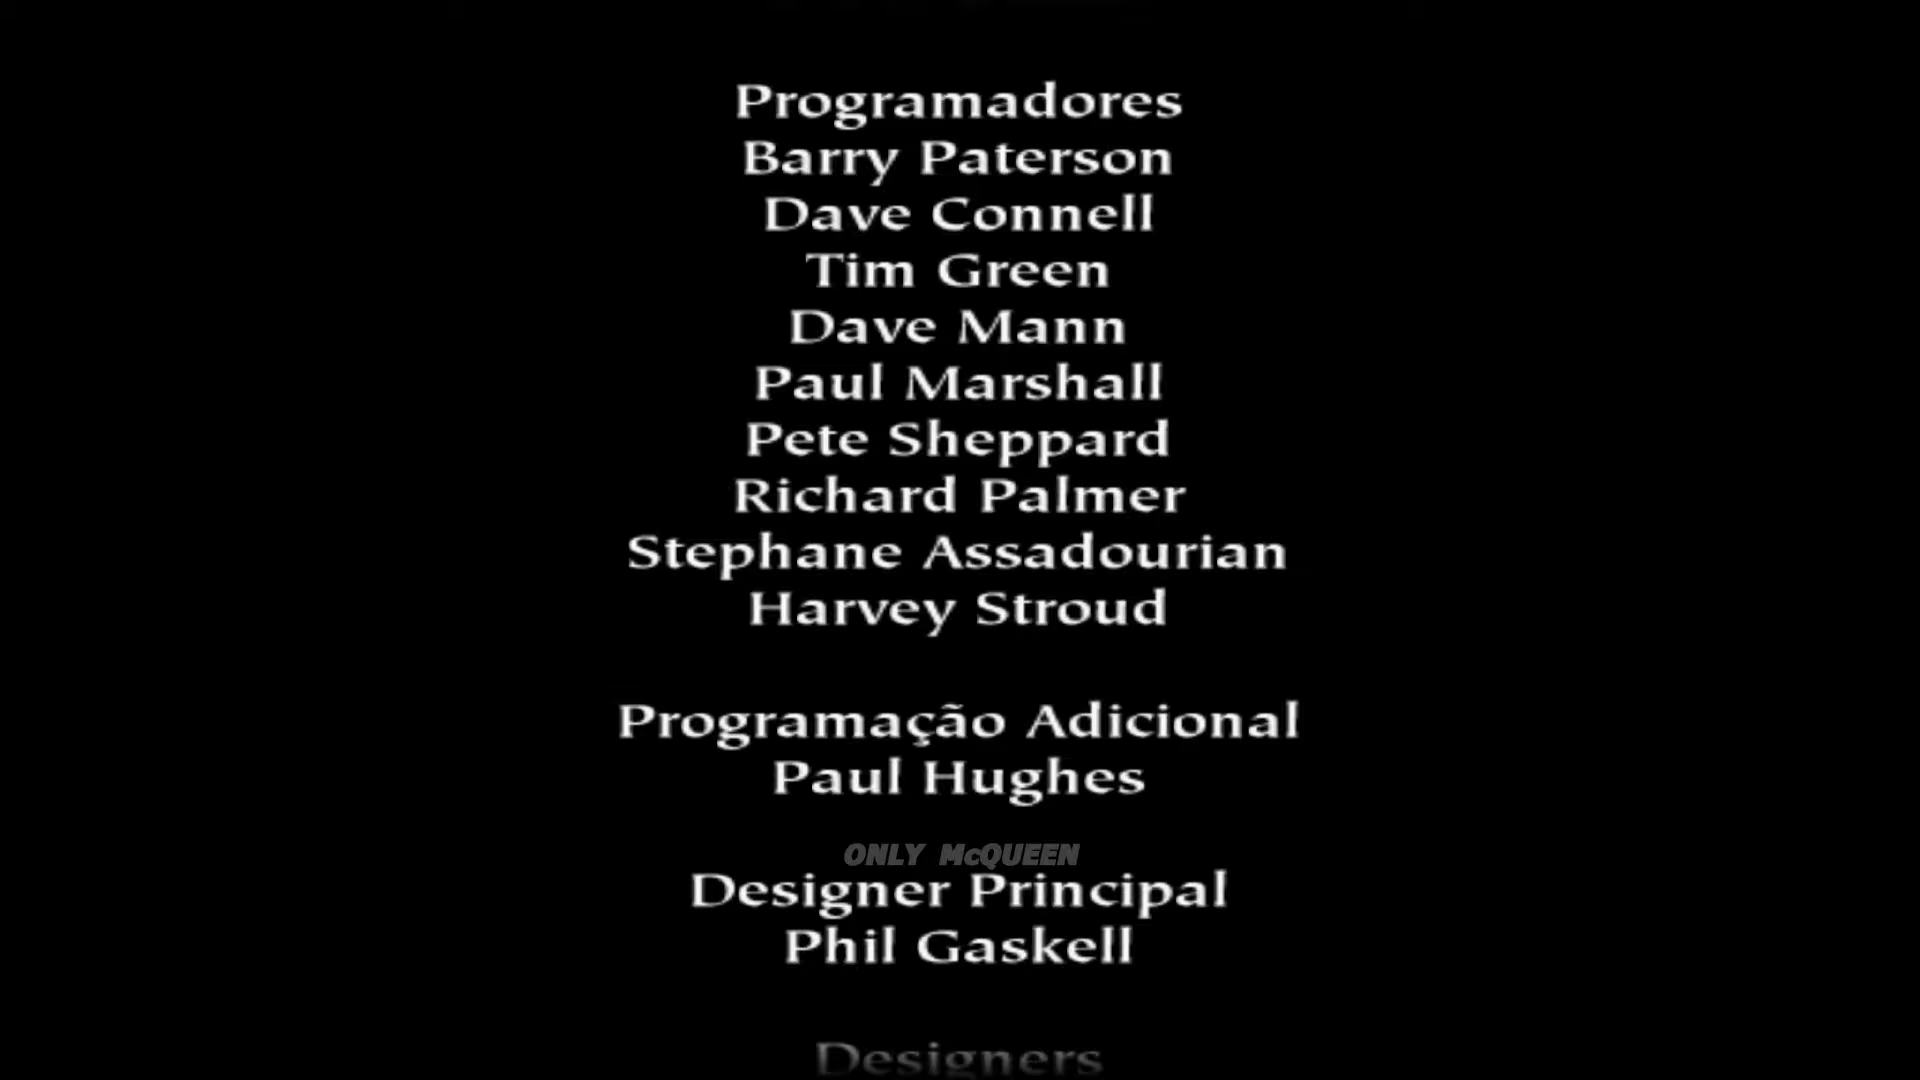 Programadores
Barry Paterson
Dave Connell
Tim Green
Dave Mann
Paul Marshall
Pete Sheppard
Richard Palmer
Stephane Assadourian
Harvey Stroud
Programação Adicional
Paul Hughes
ONLY McQUEEN
Designer Principal
Phil Gaskell
Designers